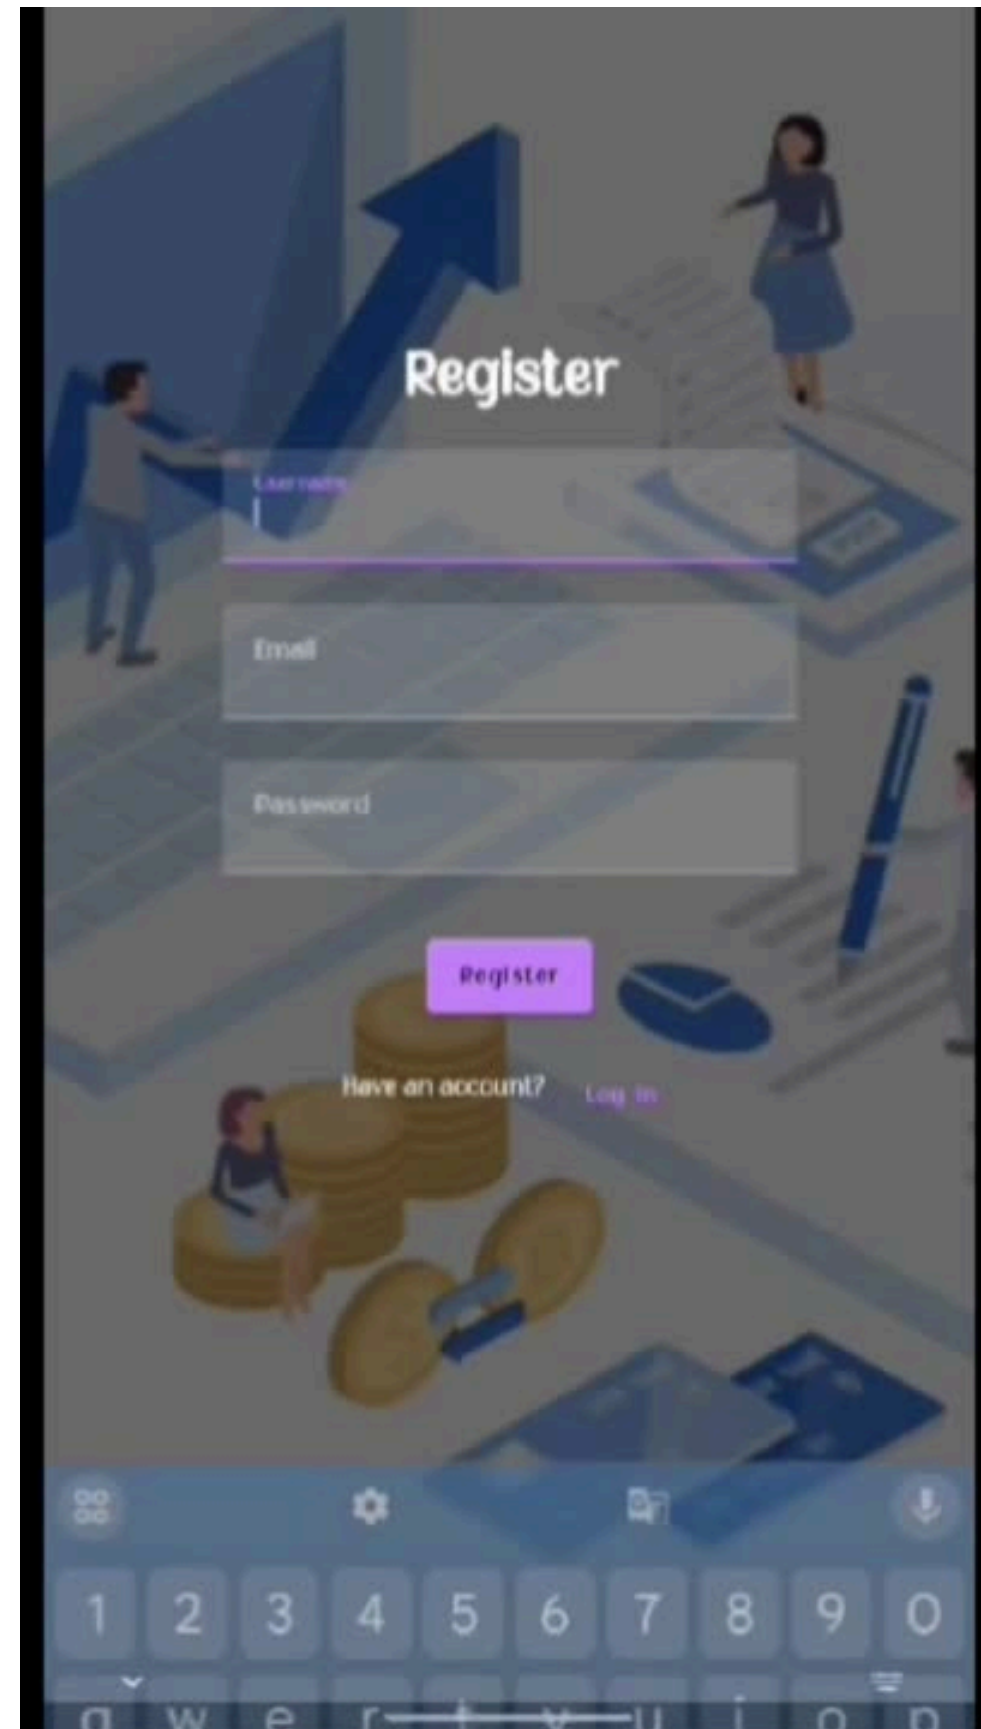 Register
Username
Email
Password
Register
Have an account? Log in
1 2 3 4 5 6 7 8 9 0
q w e r t y u i o p